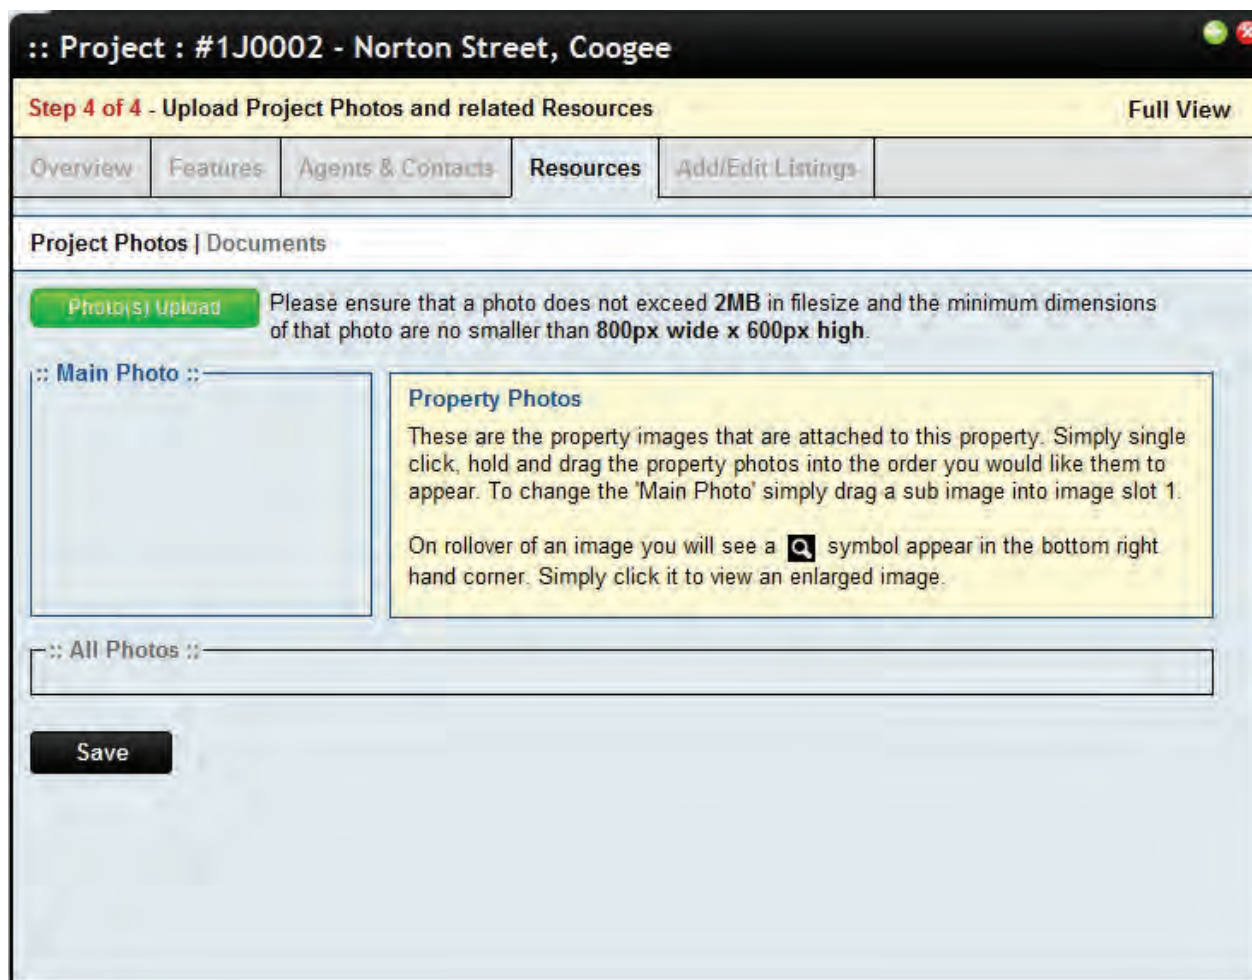 :: Project : #1J0002 - Norton Street, Coogee
Step 4 of 4 - Upload Project Photos and related Resources Full View
Overview Features Agents & Contacts Resources Add/Edit Listings
Project Photos | Documents
Photo(s) Upload Please ensure that a photo does not exceed 2MB in filesize and the minimum dimensions
of that photo are no smaller than 800px wide x 600px high.
:: Main Photo ::
Property Photos
These are the property images that are attached to this property. Simply single
click, hold and drag the property photos into the order you would like them to
appear. To change the 'Main Photo' simply drag a sub image into image slot 1.
On rollover of an image you will see a symbol appear in the bottom right
hand corner. Simply click it to view an enlarged image.
:: All Photos ::
Save